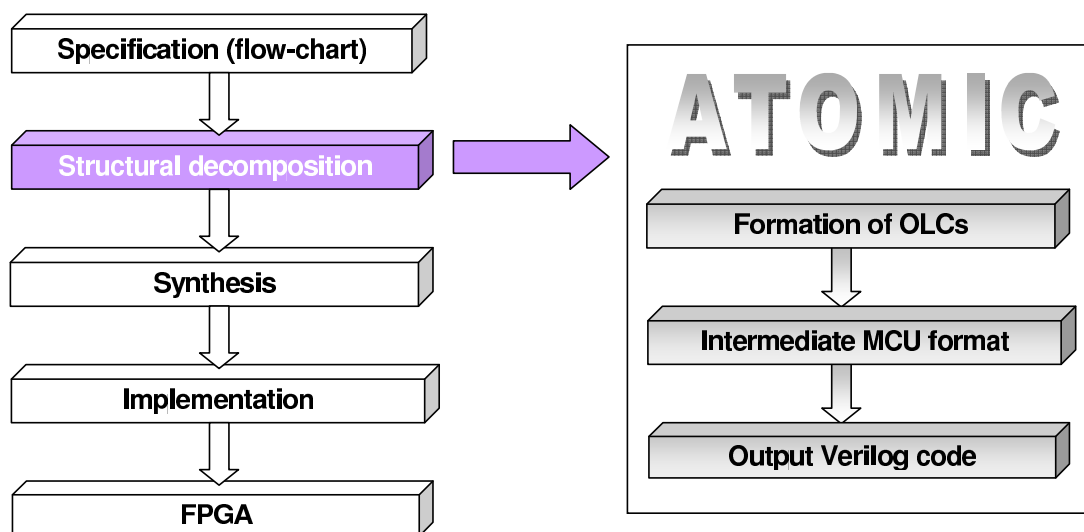 Specification (flow-chart)
Structural decomposition
Synthesis
Implementation
FPGA
ATOMIC
Formation of OLCs
Intermediate MCU format
Output Verilog code